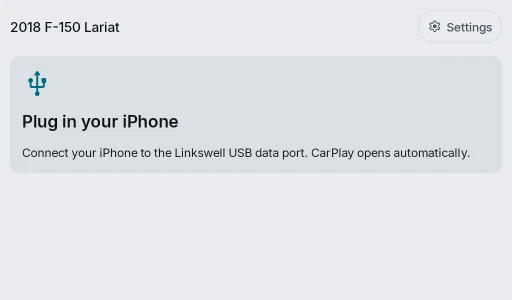 2018 F-150 Lariat
Settings
Plug in your iPhone
Connect your iPhone to the Linkswell USB data port. CarPlay opens automatically.